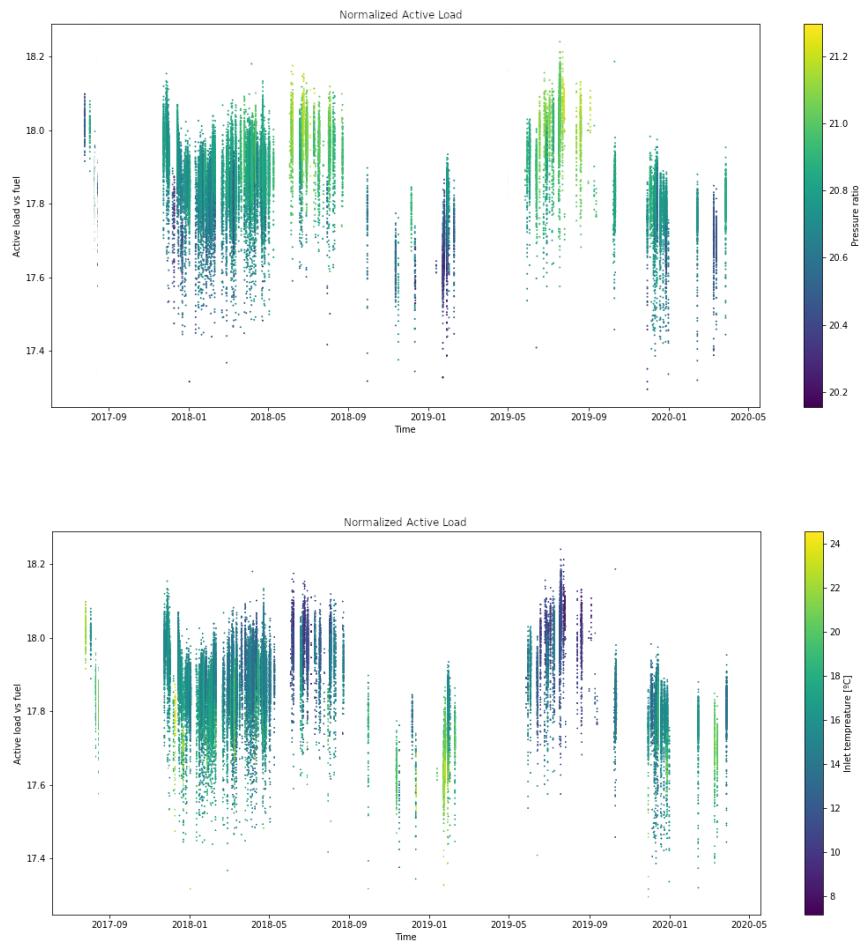 Normalized Active Load
18.2
18.0
17.8
17.6
17.4
Active load vs fuel
2017-09 2018-01 2018-05 2018-09 2019-01 2019-05 2019-09 2020-01 2020-05
Time
21.2
21.0
20.8
20.6
20.4
20.2
Pressure ratio
Normalized Active Load
18.2
18.0
17.8
17.6
17.4
Active load vs fuel
2017-09 2018-01 2018-05 2018-09 2019-01 2019-05 2019-09 2020-01 2020-05
Time
24
22
20
18
16
14
12
10
8
Inlet tempreature [ºC]